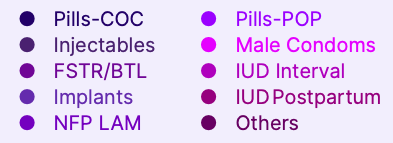 Pills-COC
Injectables
FSTR/BTL
Implants
NFP LAM
Pills-POP
Male Condoms
IUD Interval
IUD Postpartum
Others